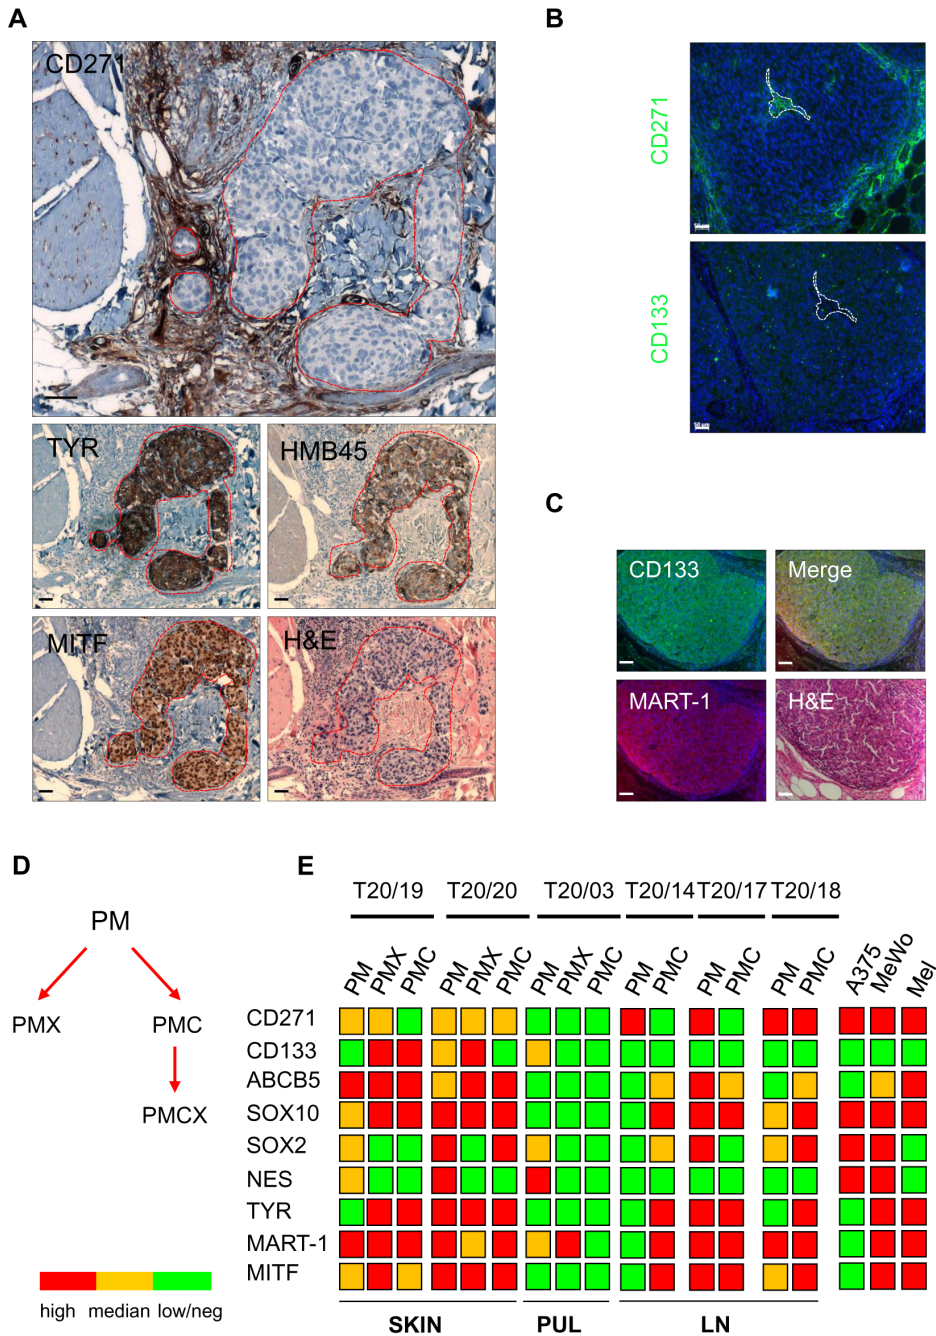 A
CD271
TYR
HMB45
MITF
H&E
B
CD271
CD133
C
CD133
Merge
MART-1
H&E
D
PM
PMX
PMC
PMCX
high
median
low/neg
E
T20/19
T20/20
T20/03
T20/14
T20/17
T20/18
PM
PMX
PMC
PM
PMX
PMC
PM
PMX
PMC
PM
PMC
PM
PMC
PM
PMC
A375
MeWo
Mel
CD271
CD133
ABCB5
SOX10
SOX2
NES
TYR
MART-1
MITF
SKIN
PUL
LN